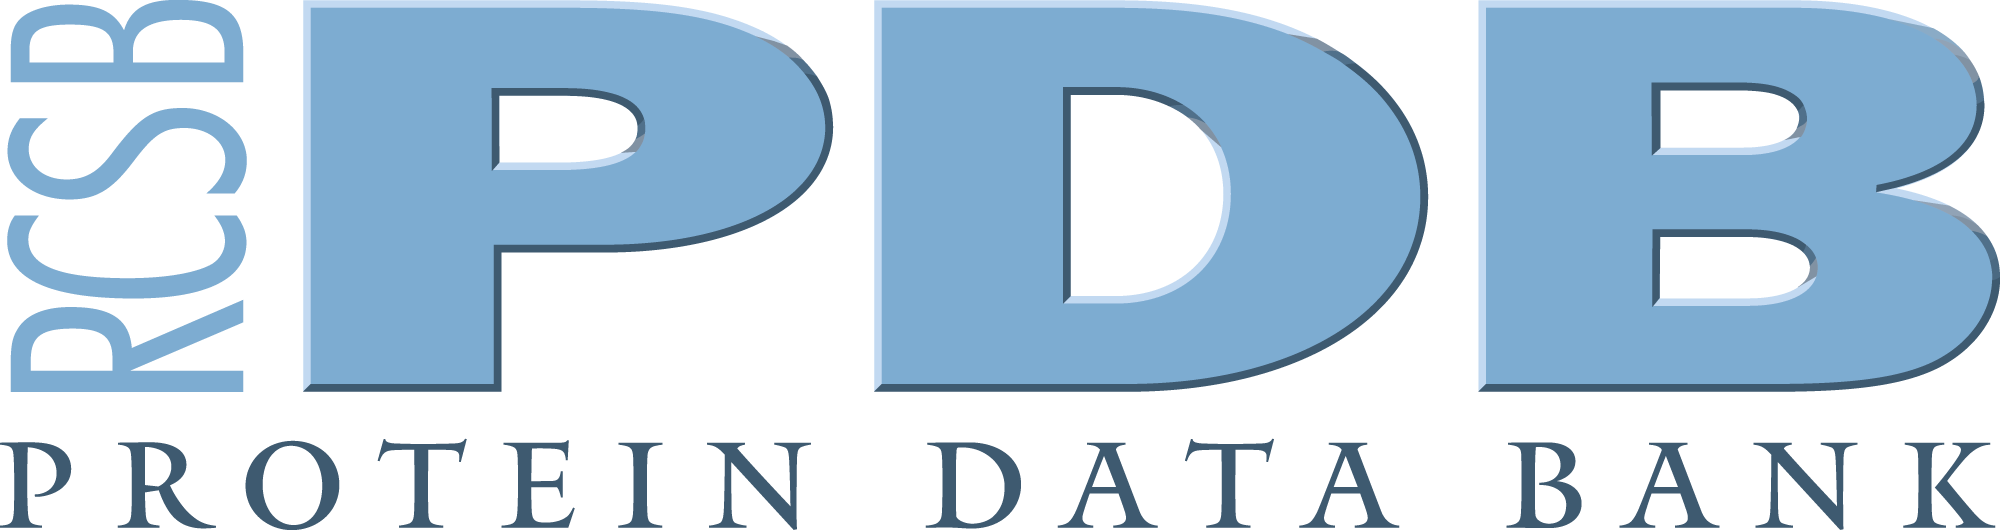 RCSB
PDB
PROTEIN DATA BANK